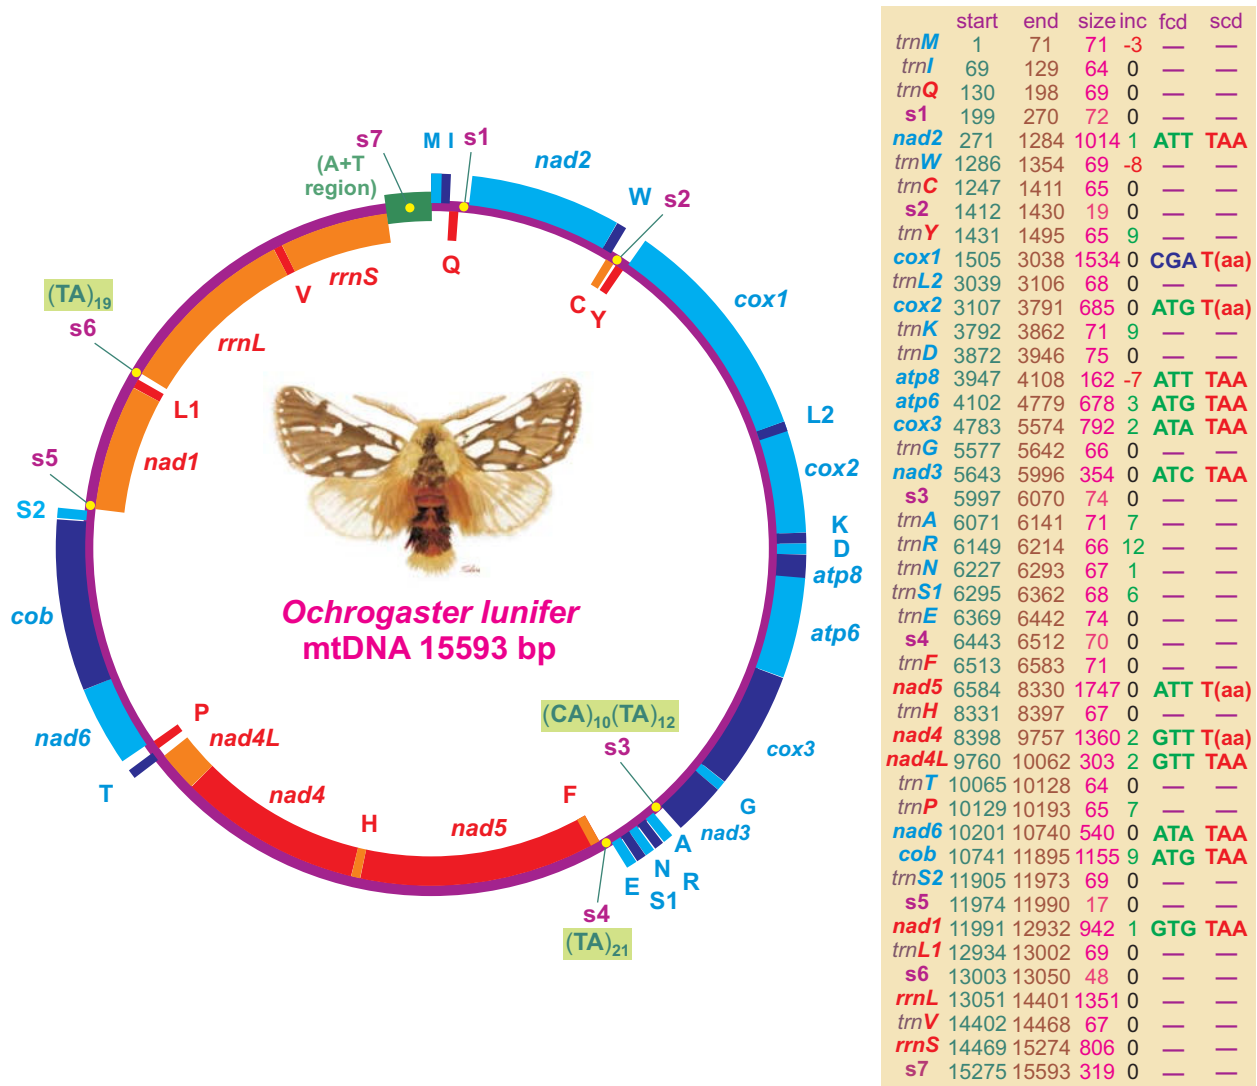 s7
(A+T
region)
M I
s1
nad2
W
s2
Q
C
Y
cox1
V
rrnS
(TA)19
s6
rrnL
L1
nad1
s5
S2
L2
cox2
K
D
atp8
atp6
cob
Ochrogaster lunifer
mtDNA 15593 bp
nad6
P
nad4L
T
nad4
H
nad5
F
(CA)10(TA)12
s3
cox3
G
nad3
A
R
N
S1
E
s4
(TA)21
start end size inc fcd scd
trnM 1 71 71 -3 — —
trnI 69 129 64 0 — —
trnQ 130 198 69 0 — —
s1 199 270 72 0 — —
nad2 271 1284 1014 1 ATT TAA
trnW 1286 1354 69 -8 — —
trnC 1247 1411 65 0 — —
s2 1412 1430 19 0 — —
trnY 1431 1495 65 9 — —
cox1 1505 3038 1534 0 CGA T(aa)
trnL2 3039 3106 68 0 — —
cox2 3107 3791 685 0 ATG T(aa)
trnK 3792 3862 71 9 — —
trnD 3872 3946 75 0 — —
atp8 3947 4108 162 -7 ATT TAA
atp6 4102 4779 678 3 ATG TAA
cox3 4783 5574 792 2 ATA TAA
trnG 5577 5642 66 0 — —
nad3 5643 5996 354 0 ATC TAA
s3 5997 6070 74 0 — —
trnA 6071 6141 71 7 — —
trnR 6149 6214 66 12 — —
trnN 6227 6293 67 1 — —
trnS1 6295 6362 68 6 — —
trnE 6369 6442 74 0 — —
s4 6443 6512 70 0 — —
trnF 6513 6583 71 0 — —
nad5 6584 8330 1747 0 ATT T(aa)
trnH 8331 8397 67 0 — —
nad4 8398 9757 1360 2 GTT T(aa)
nad4L 9760 10062 303 2 GTT TAA
trnT 10065 10128 64 0 — —
trnP 10129 10193 65 7 — —
nad6 10201 10740 540 0 ATA TAA
cob 10741 11895 1155 9 ATG TAA
trnS2 11905 11973 69 0 — —
s5 11974 11990 17 0 — —
nad1 11991 12932 942 1 GTG TAA
trnL1 12934 13002 69 0 — —
s6 13003 13050 48 0 — —
rrnL 13051 14401 1351 0 — —
trnV 14402 14468 67 0 — —
rrnS 14469 15274 806 0 — —
s7 15275 15593 319 0 — —